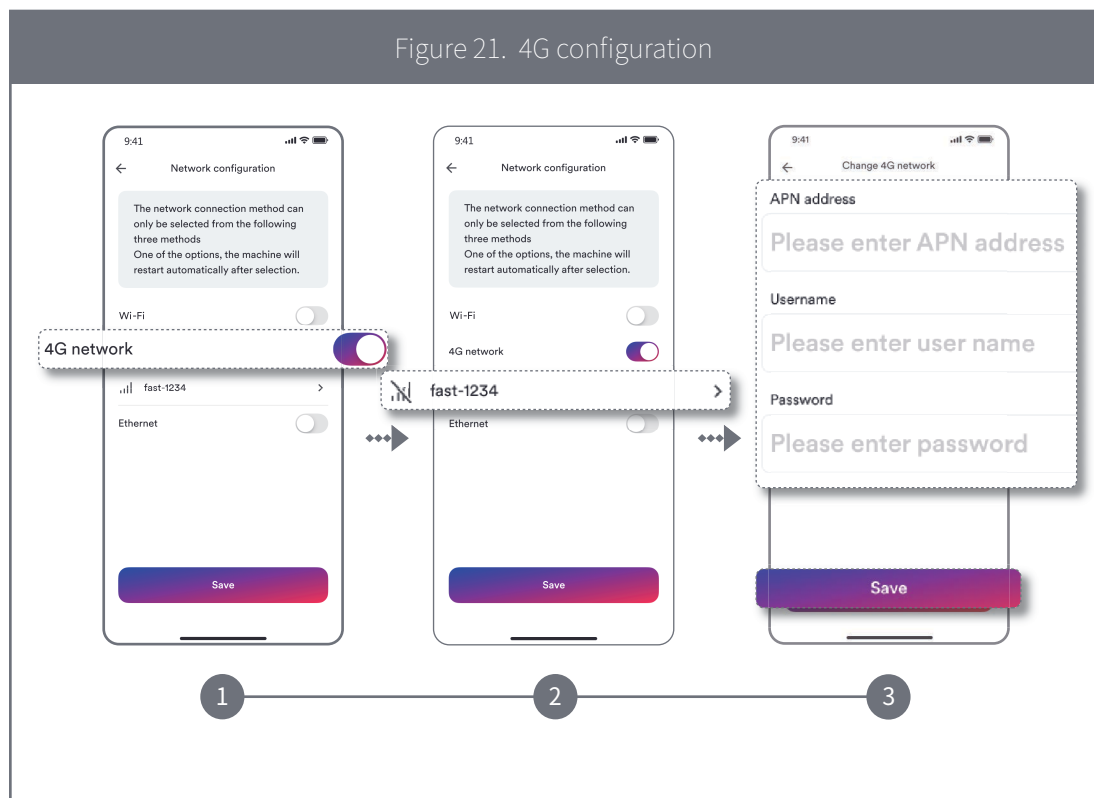 Figure 21. 4G configuration
9:41
Network configuration
The network connection method can
only be selected from the following
three methods
One of the options, the machine will
restart automatically after selection.
Wi-Fi
4G network
fast-1234
Ethernet
Save
9:41
Network configuration
The network connection method can
only be selected from the following
three methods
One of the options, the machine will
restart automatically after selection.
Wi-Fi
4G network
fast-1234
Ethernet
Save
9:41
Change 4G network
APN address
Please enter APN address
Username
Please enter user name
Password
Please enter password
Save
1
2
3